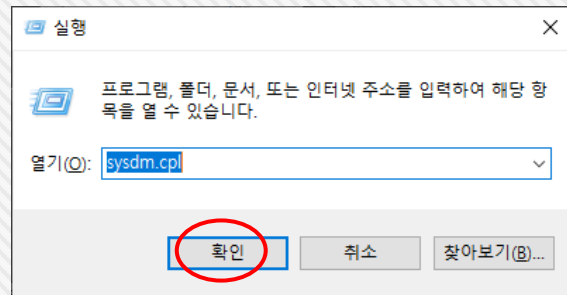 실행
프로그램, 폴더, 문서, 또는 인터넷 주소를 입력하여 해당 항
목을 열 수 있습니다.
열기(O): sysdm.cpl
확인 취소 찾아보기(B)...